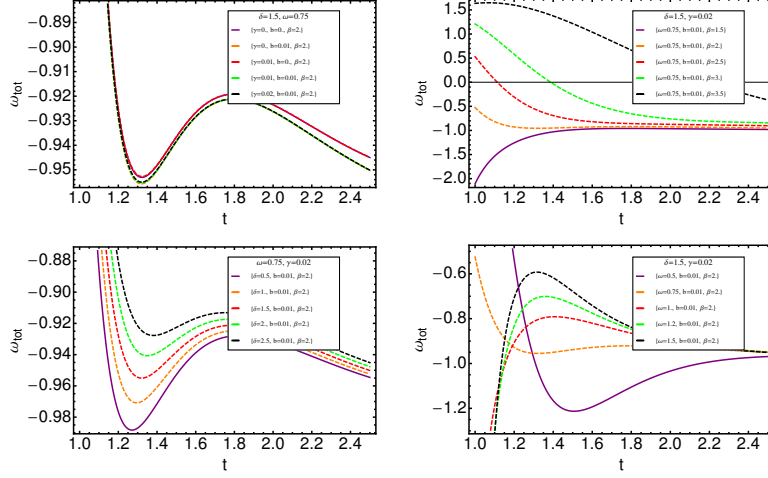 δ=1.5, ω=0.75
{γ=0., b=0., β=2.}
{γ=0., b=0.01, β=2.}
{γ=0.01, b=0., β=2.}
{γ=0.01, b=0.01, β=2.}
{γ=0.02, b=0.01, β=2.}
−0.89
−0.90
−0.91
−0.92
−0.93
−0.94
−0.95
ωtot
1.0 1.2 1.4 1.6 1.8 2.0 2.2 2.4
t
δ=1.5, γ=0.02
{ω=0.75, b=0.01, β=1.5}
{ω=0.75, b=0.01, β=2.}
{ω=0.75, b=0.01, β=2.5}
{ω=0.75, b=0.01, β=3.}
{ω=0.75, b=0.01, β=3.5}
1.5
1.0
0.5
0.0
−0.5
−1.0
−1.5
−2.0
ωtot
1.0 1.2 1.4 1.6 1.8 2.0 2.2 2.4
t
ω=0.75, γ=0.02
{δ=0.5, b=0.01, β=2.}
{δ=1., b=0.01, β=2.}
{δ=1.5, b=0.01, β=2.}
{δ=2., b=0.01, β=2.}
{δ=2.5, b=0.01, β=2.}
−0.88
−0.90
−0.92
−0.94
−0.96
−0.98
ωtot
1.0 1.2 1.4 1.6 1.8 2.0 2.2 2.4
t
δ=1.5, γ=0.02
{ω=0.5, b=0.01, β=2.}
{ω=0.75, b=0.01, β=2.}
{ω=1., b=0.01, β=2.}
{ω=1.2, b=0.01, β=2.}
{ω=1.5, b=0.01, β=2.}
−0.6
−0.8
−1.0
−1.2
ωtot
1.0 1.2 1.4 1.6 1.8 2.0 2.2 2.4
t